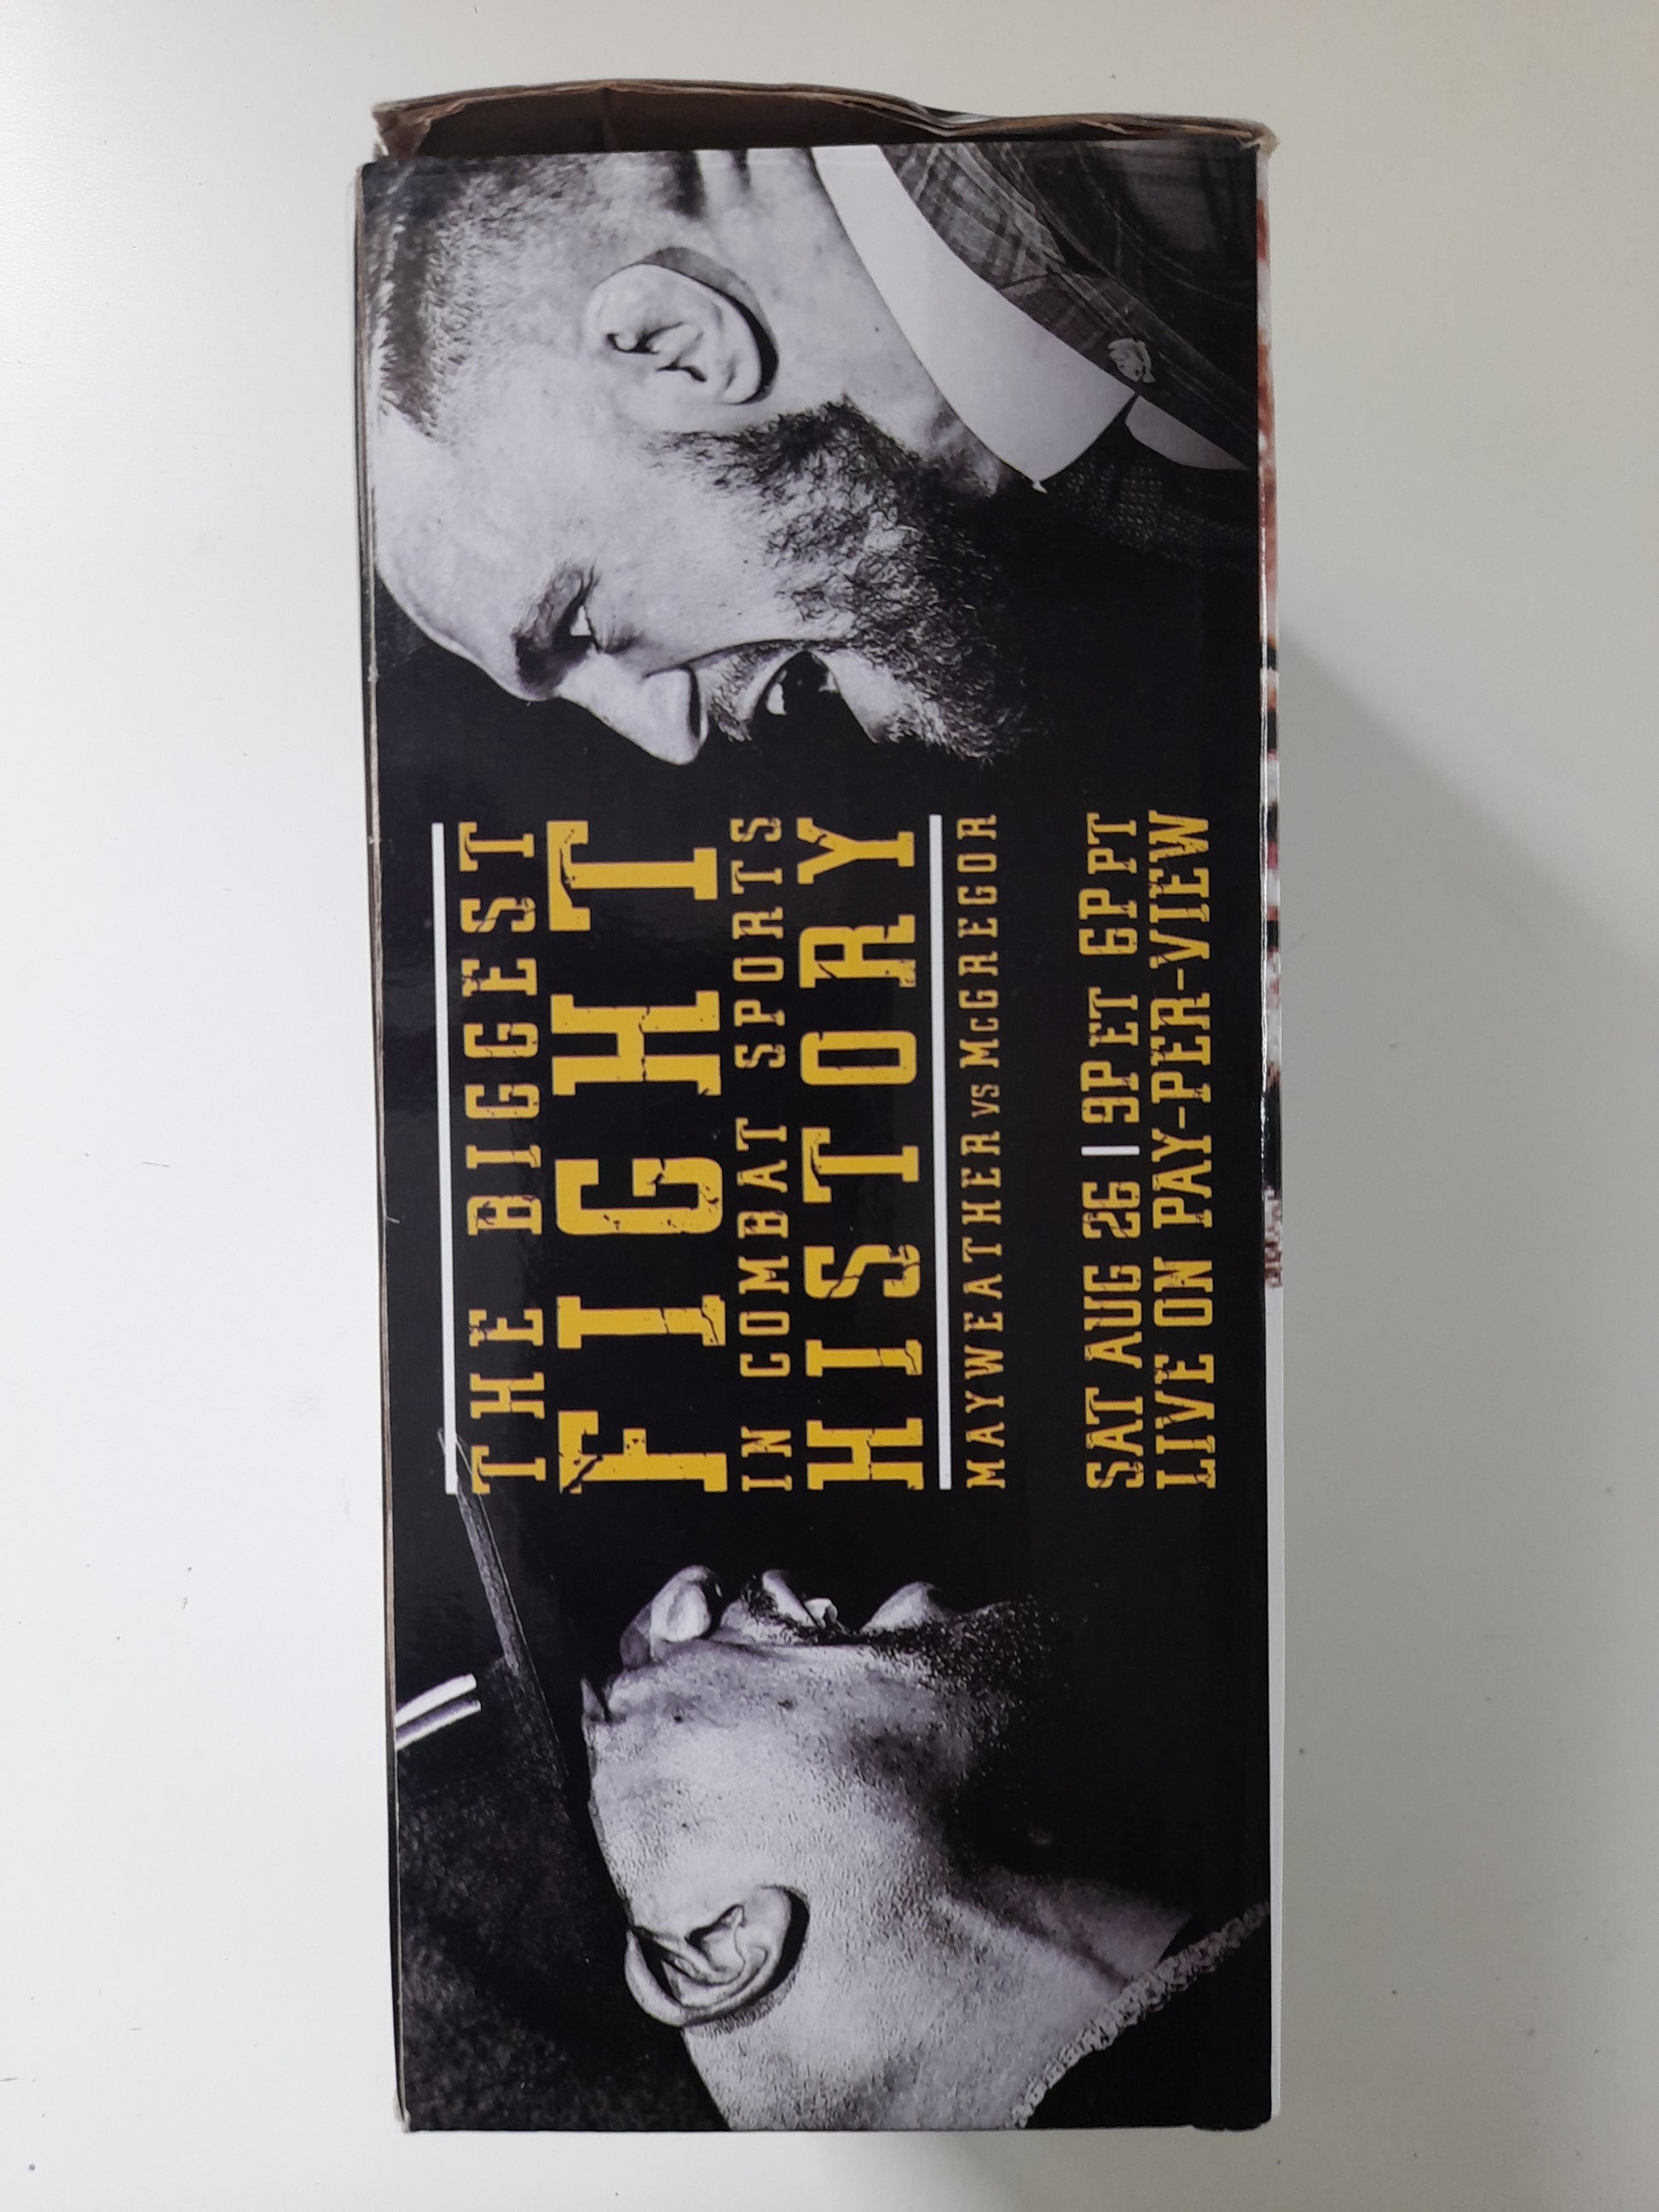 THE BIGGEST
FIGHT
IN COMBAT SPORTS
HISTORY
MAYWEATHER VS McGREGOR
SAT AUG 26 | 9P ET 6P PT
LIVE ON PAY-PER-VIEW